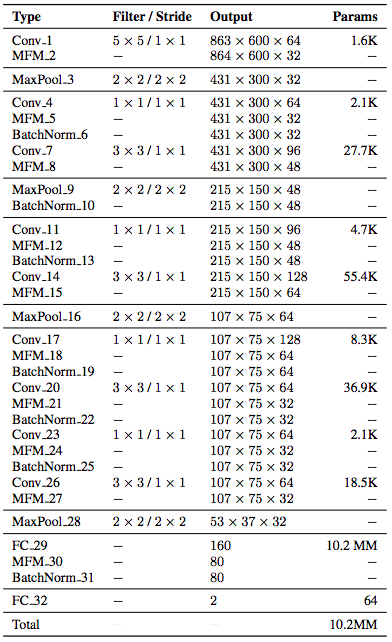 Type Filter / Stride Output Params
Conv_1 5 × 5 / 1 × 1 863 × 600 × 64 1.6K
MFM_2 – 864 × 600 × 32 –
MaxPool_3 2 × 2 / 2 × 2 431 × 300 × 32 –
Conv_4 1 × 1 / 1 × 1 431 × 300 × 64 2.1K
MFM_5 – 431 × 300 × 32 –
BatchNorm_6 – 431 × 300 × 32 –
Conv_7 3 × 3 / 1 × 1 431 × 300 × 96 27.7K
MFM_8 – 431 × 300 × 48 –
MaxPool_9 2 × 2 / 2 × 2 215 × 150 × 48 –
BatchNorm_10 – 215 × 150 × 48 –
Conv_11 1 × 1 / 1 × 1 215 × 150 × 96 4.7K
MFM_12 – 215 × 150 × 48 –
BatchNorm_13 – 215 × 150 × 48 –
Conv_14 3 × 3 / 1 × 1 215 × 150 × 128 55.4K
MFM_15 – 215 × 150 × 64 –
MaxPool_16 2 × 2 / 2 × 2 107 × 75 × 64 –
Conv_17 1 × 1 / 1 × 1 107 × 75 × 128 8.3K
MFM_18 – 107 × 75 × 64 –
BatchNorm_19 – 107 × 75 × 64 –
Conv_20 3 × 3 / 1 × 1 107 × 75 × 64 36.9K
MFM_21 – 107 × 75 × 32 –
BatchNorm_22 – 107 × 75 × 32 –
Conv_23 1 × 1 / 1 × 1 107 × 75 × 64 2.1K
MFM_24 – 107 × 75 × 32 –
BatchNorm_25 – 107 × 75 × 32 –
Conv_26 3 × 3 / 1 × 1 107 × 75 × 64 18.5K
MFM_27 – 107 × 75 × 32 –
MaxPool_28 2 × 2 / 2 × 2 53 × 37 × 32 –
FC_29 – 160 10.2 MM
MFM_30 – 80 –
BatchNorm_31 – 80 –
FC_32 – 2 64
Total – – 10.2MM